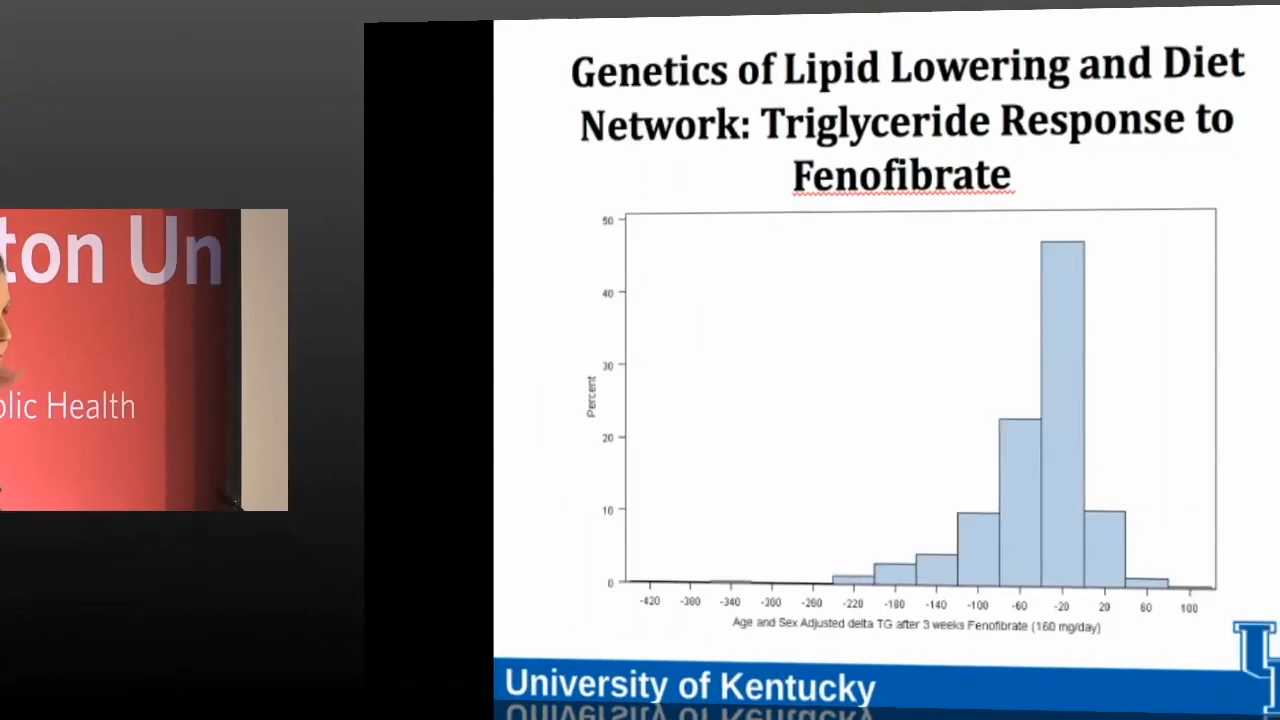 ton Un
blic Health
Genetics of Lipid Lowering and Diet
Network: Triglyceride Response to
Fenofibrate
Percent
50
40
30
20
10
0
-420 -380 -340 -300 -260 -220 -180 -140 -100 -60 -20 20 60 100
Age and Sex Adjusted delta TG after 3 weeks Fenofibrate (160 mg/day)
University of Kentucky